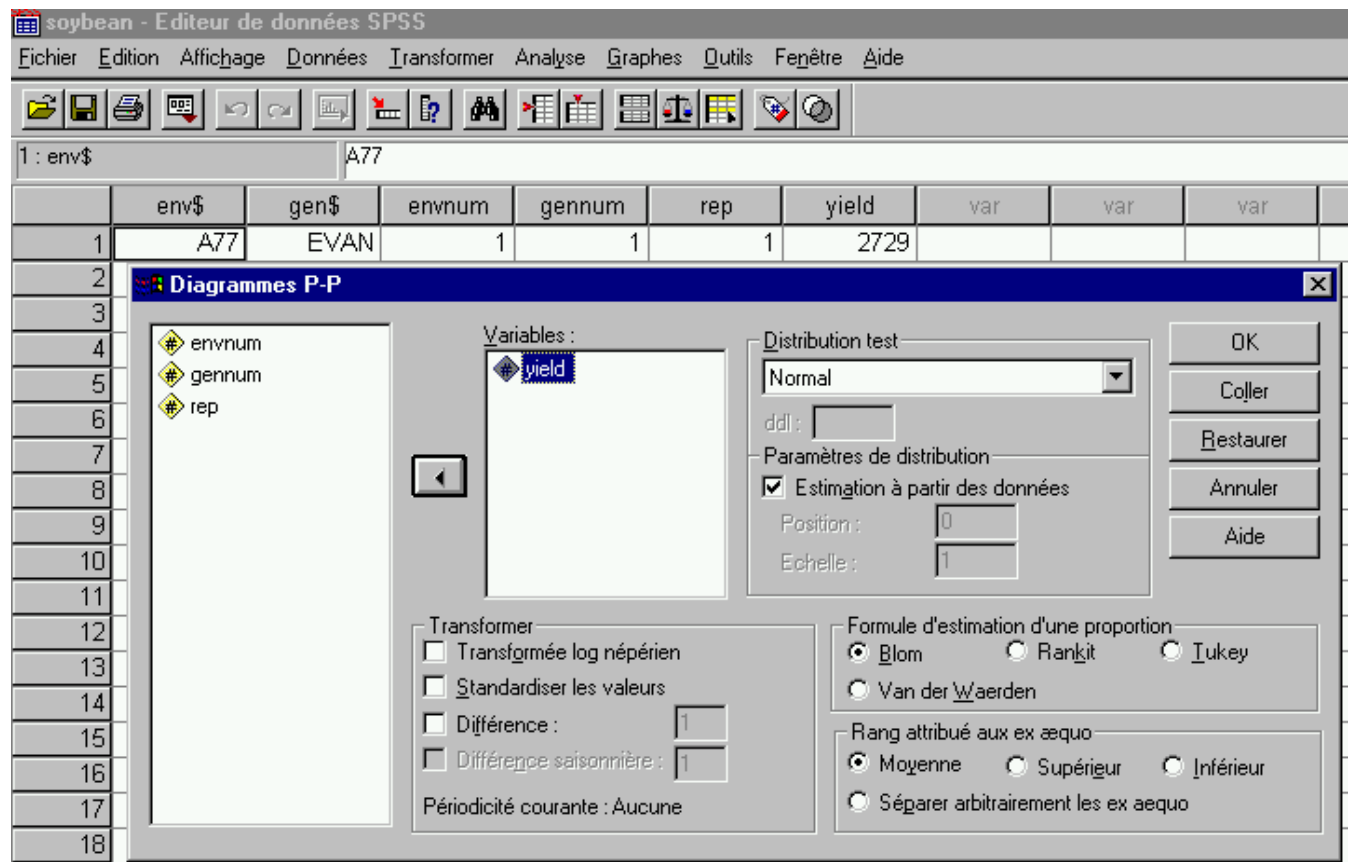 soybean - Editeur de données SPSS
Fichier Edition Affichage Données Transformer Analyse Graphes Outils Fenêtre Aide
1 : env$ A77
env$ gen$ envnum gennum rep yield var var var
1 A77 EVAN 1 1 1 2729
2
Diagrammes P-P
3
4
5
6
7
8
9
10
11
12
13
14
15
16
17
18
envnum
gennum
rep
Variables :
yield
Distribution test
Normal
ddl :
Paramètres de distribution
Estimation à partir des données
Position : 0
Echelle : 1
OK
Coller
Restaurer
Annuler
Aide
Transformer
Transformée log népérien
Standardiser les valeurs
Différence : 1
Différence saisonnière : 1
Périodicité courante : Aucune
Formule d'estimation d'une proportion
Blom Rankit Tukey
Van der Waerden
Rang attribué aux ex æquo
Moyenne Supérieur Inférieur
Séparer arbitrairement les ex aequo